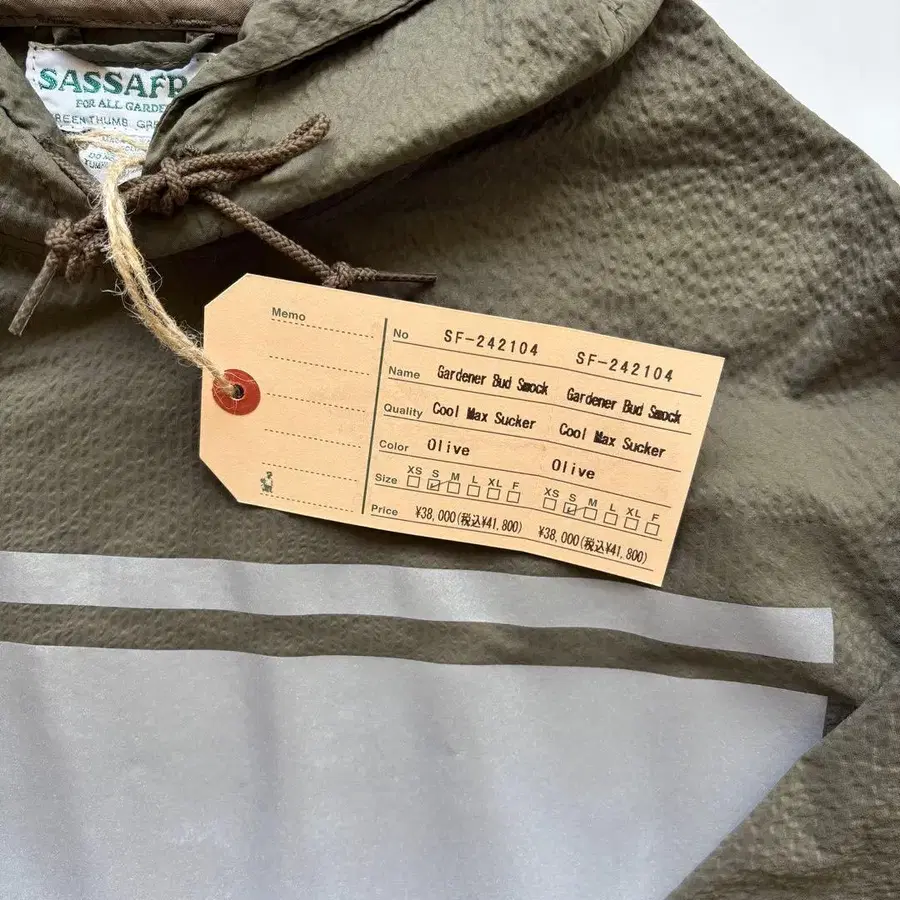 SASSAFR
FOR ALL GARDE
REEN THUMB. GR
Memo
No SF-242104 SF-242104
Name Gardener Bud Smock Gardener Bud Smock
Quality Cool Max Sucker Cool Max Sucker
Color Olive Olive
Size XS S M L XL F XS S M L XL F
Price ¥38,000(税込¥41,800) ¥38,000(税込¥41,800)